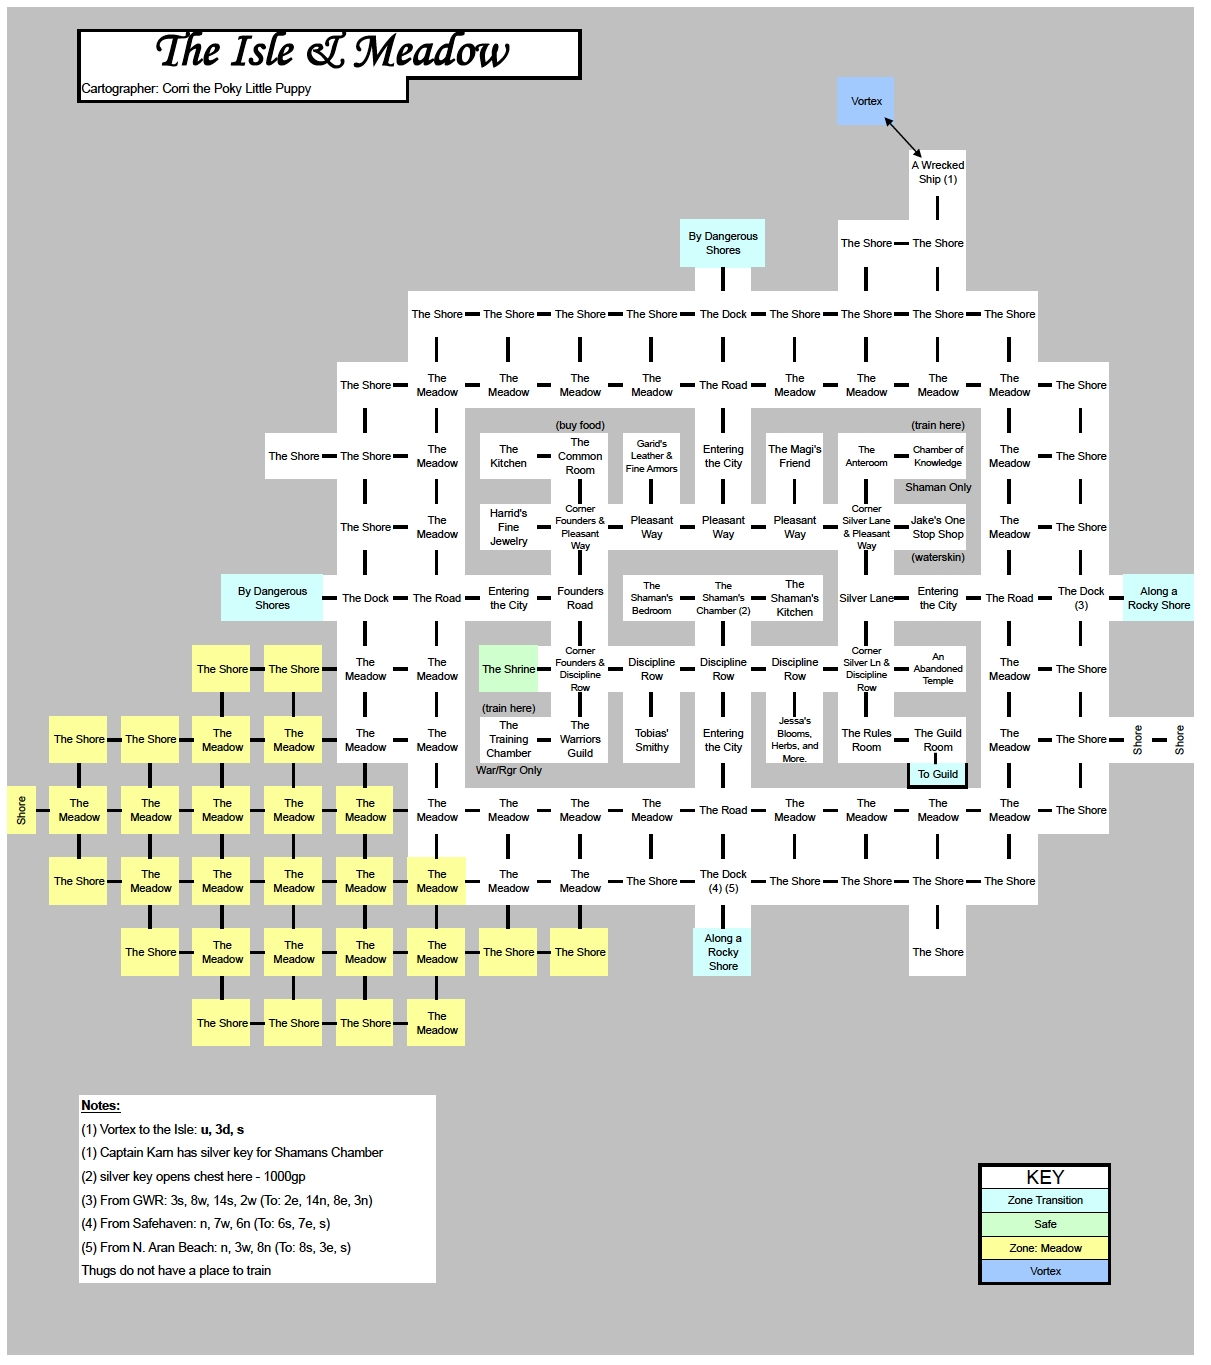 The Isle & Meadow
Cartographer: Corri the Poky Little Puppy
Vortex
A Wrecked
Ship (1)
By Dangerous
Shores
The Shore The Shore
The Shore The Shore The Shore The Shore The Dock The Shore The Shore The Shore The Shore
The Shore
The
Meadow
The
Meadow
The
Meadow
The
Meadow
The Road
The
Meadow
The
Meadow
The
Meadow
The
Meadow
The Shore
(buy food)
(train here)
The Shore
The Shore
The
Meadow
The
Kitchen
The
Common
Room
Garid's
Leather &
Fine Armors
Entering
the City
The Magi's
Friend
The
Anteroom
Chamber of
Knowledge
The
Meadow
The Shore
Shaman Only
The Shore
The
Meadow
Harrid's
Fine
Jewelry
Corner
Founders &
Pleasant
Way
Pleasant
Way
Pleasant
Way
Pleasant
Way
Corner
Silver Lane
& Pleasant
Way
Jake's One
Stop Shop
The
Meadow
The Shore
(waterskin)
By Dangerous
Shores
The Dock
The Road
Entering
the City
Founders
Road
The
Shaman's
Bedroom
The
Shaman's
Chamber (2)
The
Shaman's
Kitchen
Silver Lane
Entering
the City
The Road
The Dock
(3)
Along a
Rocky Shore
The Shore
The Shore
The
Meadow
The
Meadow
The Shrine
Corner
Founders &
Discipline
Row
Discipline
Row
Discipline
Row
Discipline
Row
Corner
Silver Ln &
Discipline
Row
An
Abandoned
Temple
The
Meadow
The Shore
(train here)
The Shore
The Shore
The
Meadow
The
Meadow
The
Meadow
The
Meadow
The
Training
Chamber
The
Warriors
Guild
Tobias'
Smithy
Entering
the City
Jessa's
Blooms,
Herbs, and
More.
The Rules
Room
The Guild
Room
The
Meadow
The Shore
Shore
Shore
War/Rgr Only
To Guild
Shore
The
Meadow
The
Meadow
The
Meadow
The
Meadow
The
Meadow
The
Meadow
The
Meadow
The
Meadow
The
Meadow
The Road
The
Meadow
The
Meadow
The
Meadow
The
Meadow
The Shore
The Shore
The
Meadow
The
Meadow
The
Meadow
The
Meadow
The
Meadow
The
Meadow
The
Meadow
The Shore
The Dock
(4) (5)
The Shore
The Shore
The Shore
The Shore
The Shore
The
Meadow
The
Meadow
The
Meadow
The
Meadow
The Shore
The Shore
Along a
Rocky
Shore
The Shore
The Shore
The Shore
The Shore
The
Meadow
Notes:
(1) Vortex to the Isle: u, 3d, s
(1) Captain Karn has silver key for Shamans Chamber
(2) silver key opens chest here - 1000gp
(3) From GWR: 3s, 8w, 14s, 2w (To: 2e, 14n, 8e, 3n)
(4) From Safehaven: n, 7w, 6n (To: 6s, 7e, s)
(5) From N. Aran Beach: n, 3w, 8n (To: 8s, 3e, s)
Thugs do not have a place to train
KEY
Zone Transition
Safe
Zone: Meadow
Vortex